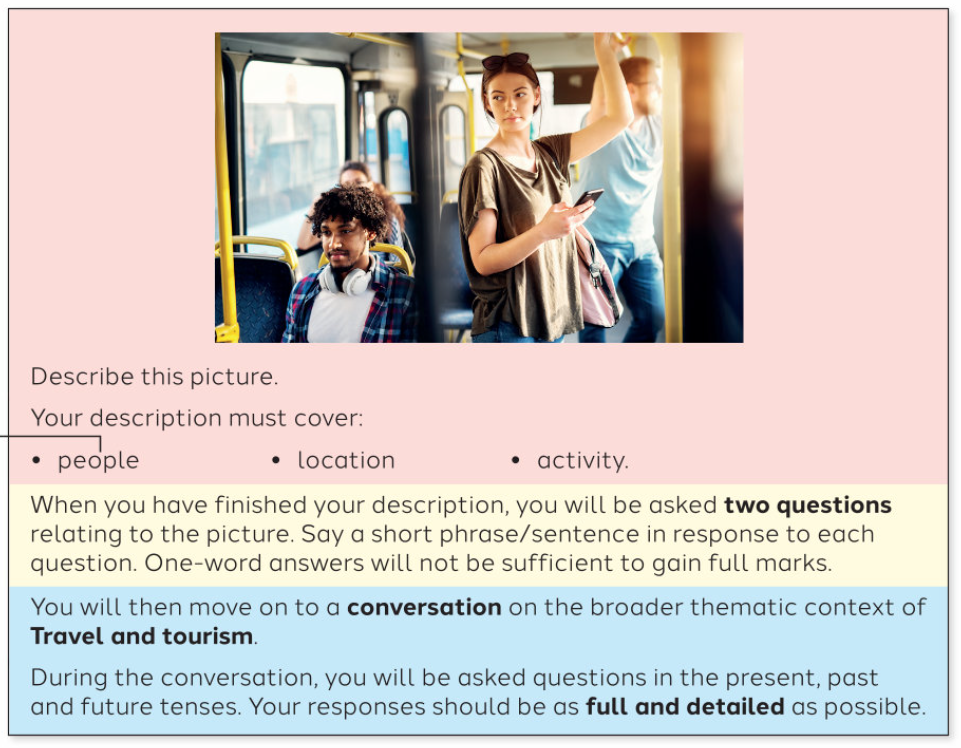 Describe this picture.
Your description must cover:
• people • location • activity.
When you have finished your description, you will be asked two questions
relating to the picture. Say a short phrase/sentence in response to each
question. One-word answers will not be sufficient to gain full marks.
You will then move on to a conversation on the broader thematic context of
Travel and tourism.
During the conversation, you will be asked questions in the present, past
and future tenses. Your responses should be as full and detailed as possible.